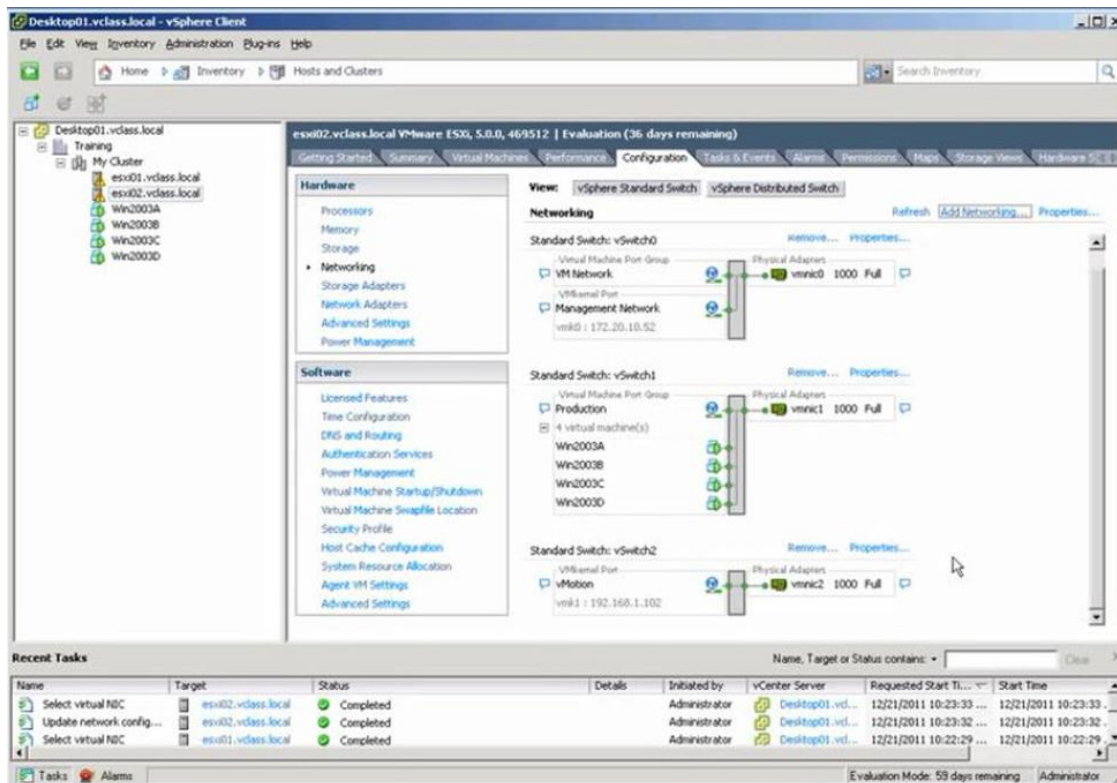 Desktop01.vclass.local - vSphere Client
File Edit View Inventory Administration Plug-ins Help
Home Inventory Hosts and Clusters
Search Inventory
Desktop01.vclass.local
Training
My Cluster
esxi01.vclass.local
esxi02.vclass.local
Win2003A
Win2003B
Win2003C
Win2003D
esxi02.vclass.local VMware ESXi, 5.0.0, 469512 | Evaluation (36 days remaining)
Getting Started Summary Virtual Machines Performance Configuration Tasks & Events Alarms Permissions Maps Storage Views Hardware S
Hardware
Processors
Memory
Storage
Networking
Storage Adapters
Network Adapters
Advanced Settings
Power Management
Software
Licensed Features
Time Configuration
DNS and Routing
Authentication Services
Power Management
Virtual Machine Startup/Shutdown
Virtual Machine Swapfile Location
Security Profile
Host Cache Configuration
System Resource Allocation
Agent VM Settings
Advanced Settings
View: vSphere Standard Switch vSphere Distributed Switch
Networking Refresh Add Networking... Properties...
Standard Switch: vSwitch0 Remove... Properties...
Virtual Machine Port Group Physical Adapters
VM Network vmnic0 1000 Full
VMkernel Port
Management Network
vmk0 : 172.20.10.52
Standard Switch: vSwitch1 Remove... Properties...
Virtual Machine Port Group Physical Adapters
Production vmnic1 1000 Full
4 virtual machine(s)
Win2003A
Win2003B
Win2003C
Win2003D
Standard Switch: vSwitch2 Remove... Properties...
VMkernel Port Physical Adapters
vMotion vmnic2 1000 Full
vmk1 : 192.168.1.102
Recent Tasks Name, Target or Status contains: Clear
Name Target Status Details Initiated by vCenter Server Requested Start Ti... Start Time
Select virtual NIC esxi02.vclass.local Completed Administrator Desktop01.vcl... 12/21/2011 10:23:33 ... 12/21/2011 10:23:33 .
Update network config... esxi02.vclass.local Completed Administrator Desktop01.vcl... 12/21/2011 10:23:32 ... 12/21/2011 10:23:32 .
Select virtual NIC esxi01.vclass.local Completed Administrator Desktop01.vcl... 12/21/2011 10:22:29 ... 12/21/2011 10:22:29 .
Tasks Alarms Evaluation Mode: 59 days remaining Administrator